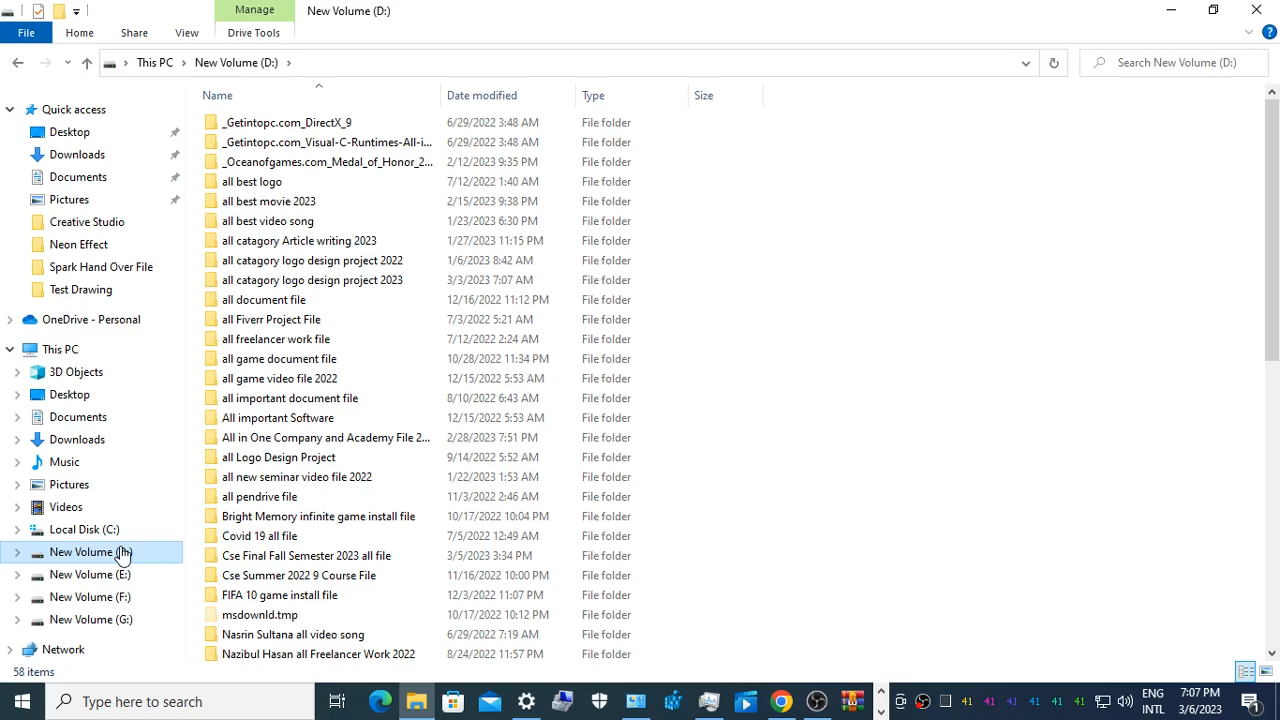 Manage
New Volume (D:)
File
Home
Share
View
Drive Tools
This PC
New Volume (D:)
Search New Volume (D:)
Name
Date modified
Type
Size
Quick access
Desktop
Downloads
Documents
Pictures
Creative Studio
Neon Effect
Spark Hand Over File
Test Drawing
OneDrive - Personal
This PC
3D Objects
Desktop
Documents
Downloads
Music
Pictures
Videos
Local Disk (C:)
New Volume
New Volume (E:)
New Volume (F:)
New Volume (G:)
Network
_Getintopc.com_DirectX_9 6/29/2022 3:48 AM File folder
_Getintopc.com_Visual-C-Runtimes-All-i... 6/29/2022 3:48 AM File folder
_Oceanofgames.com_Medal_of_Honor_2... 2/12/2023 9:35 PM File folder
all best logo 7/12/2022 1:40 AM File folder
all best movie 2023 2/15/2023 9:38 PM File folder
all best video song 1/23/2023 6:30 PM File folder
all catagory Article writing 2023 1/27/2023 11:15 PM File folder
all catagory logo design project 2022 1/6/2023 8:42 AM File folder
all catagory logo design project 2023 3/3/2023 7:07 AM File folder
all document file 12/16/2022 11:12 PM File folder
all Fiverr Project File 7/3/2022 5:21 AM File folder
all freelancer work file 7/12/2022 2:24 AM File folder
all game document file 10/28/2022 11:34 PM File folder
all game video file 2022 12/15/2022 5:53 AM File folder
all important document file 8/10/2022 6:43 AM File folder
All important Software 12/15/2022 5:53 AM File folder
All in One Company and Academy File 2... 2/28/2023 7:51 PM File folder
all Logo Design Project 9/14/2022 5:52 AM File folder
all new seminar video file 2022 1/22/2023 1:53 AM File folder
all pendrive file 11/3/2022 2:46 AM File folder
Bright Memory infinite game install file 10/17/2022 10:04 PM File folder
Covid 19 all file 7/5/2022 12:49 AM File folder
Cse Final Fall Semester 2023 all file 3/5/2023 3:34 PM File folder
Cse Summer 2022 9 Course File 11/16/2022 10:00 PM File folder
FIFA 10 game install file 12/3/2022 11:07 PM File folder
msdownld.tmp 10/17/2022 10:12 PM File folder
Nasrin Sultana all video song 6/29/2022 7:19 AM File folder
Nazibul Hasan all Freelancer Work 2022 8/24/2022 11:57 PM File folder
58 items
Type here to search
41 41 41 41 41 41
ENG
INTL
7:07 PM
3/6/2023
1